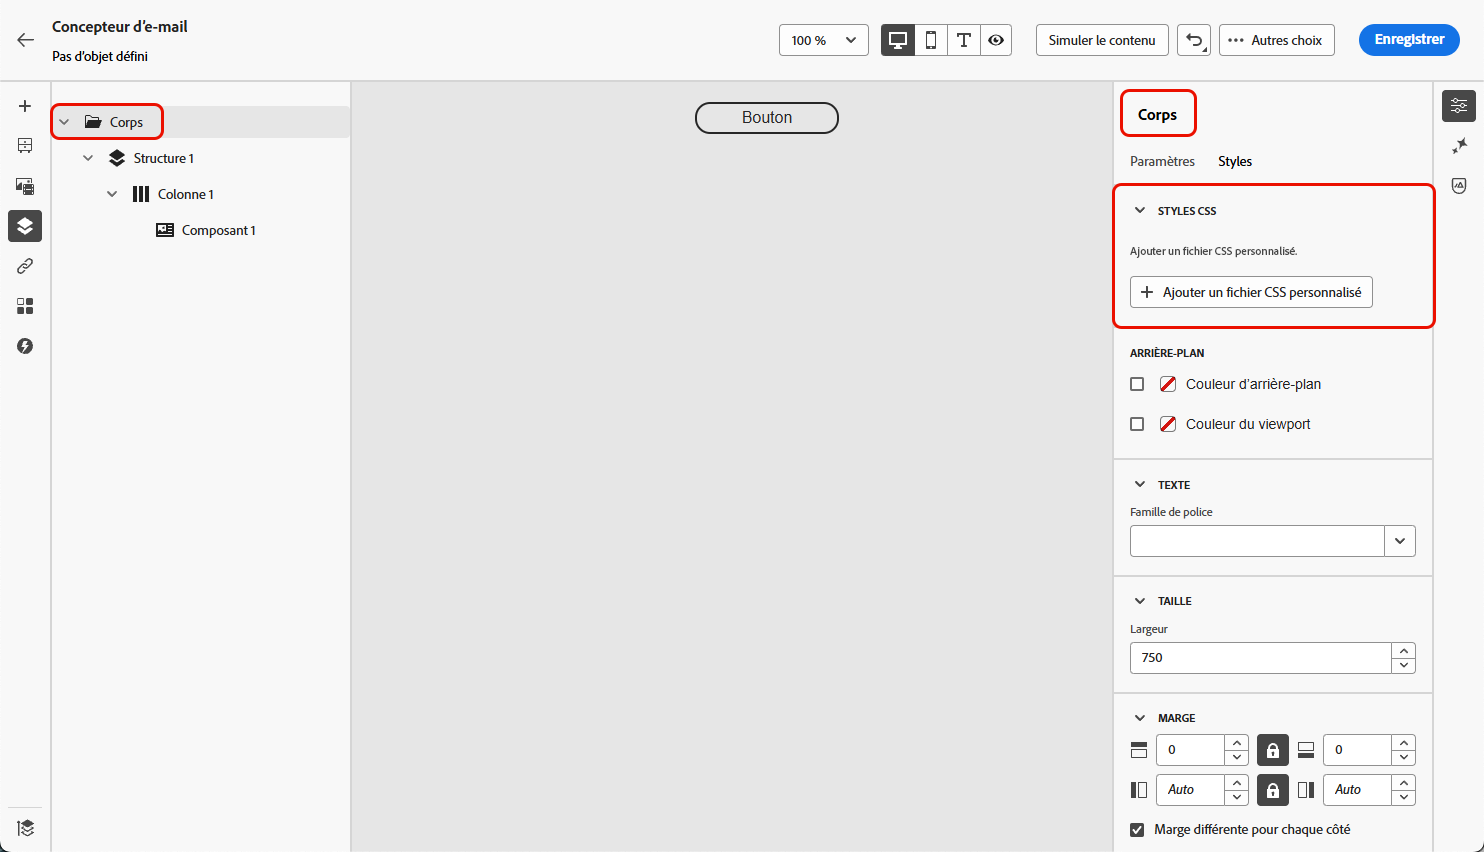 Concepteur d'e-mail
Pas d'objet défini
100 %
Simuler le contenu
Autres choix
Enregistrer
Corps
Structure 1
Colonne 1
Composant 1
Bouton
Corps
Paramètres Styles
STYLES CSS
Ajouter un fichier CSS personnalisé.
Ajouter un fichier CSS personnalisé
ARRIÈRE-PLAN
Couleur d'arrière-plan
Couleur du viewport
TEXTE
Famille de police
TAILLE
Largeur
750
MARGE
0 0
Auto Auto
Marge différente pour chaque côté